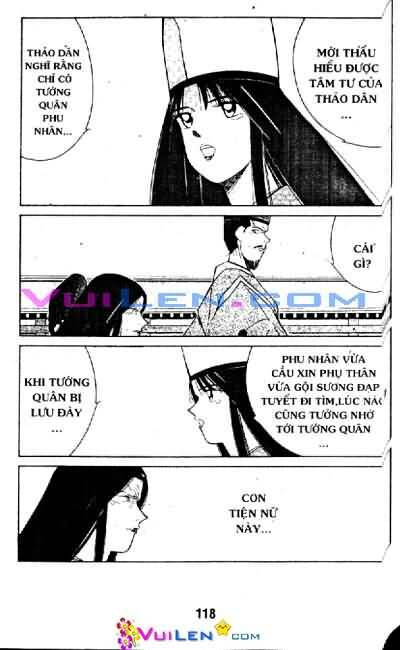 THẢO DÂN
NGHĨ RẰNG
CHỈ CÓ
TƯỚNG
QUÂN
PHU
NHÂN...
MỚI THẤU
HIỂU ĐƯỢC
TÂM TƯ CỦA
THẢO DÂN
...
CÁI
GÌ?
VuiLen.com
KHI TƯỚNG
QUÂN BỊ
LƯU ĐÀY
...
PHU NHÂN VỪA
CẦU XIN PHỤ THÂN
VỪA GỘI SƯƠNG ĐẠP
TUYẾT ĐI TÌM,LÚC NÀO
CŨNG TƯỞNG NHỚ
TỚI TƯỚNG QUÂN
...
CON
TIỆN NỮ
NÀY...
118
VuiLen.com